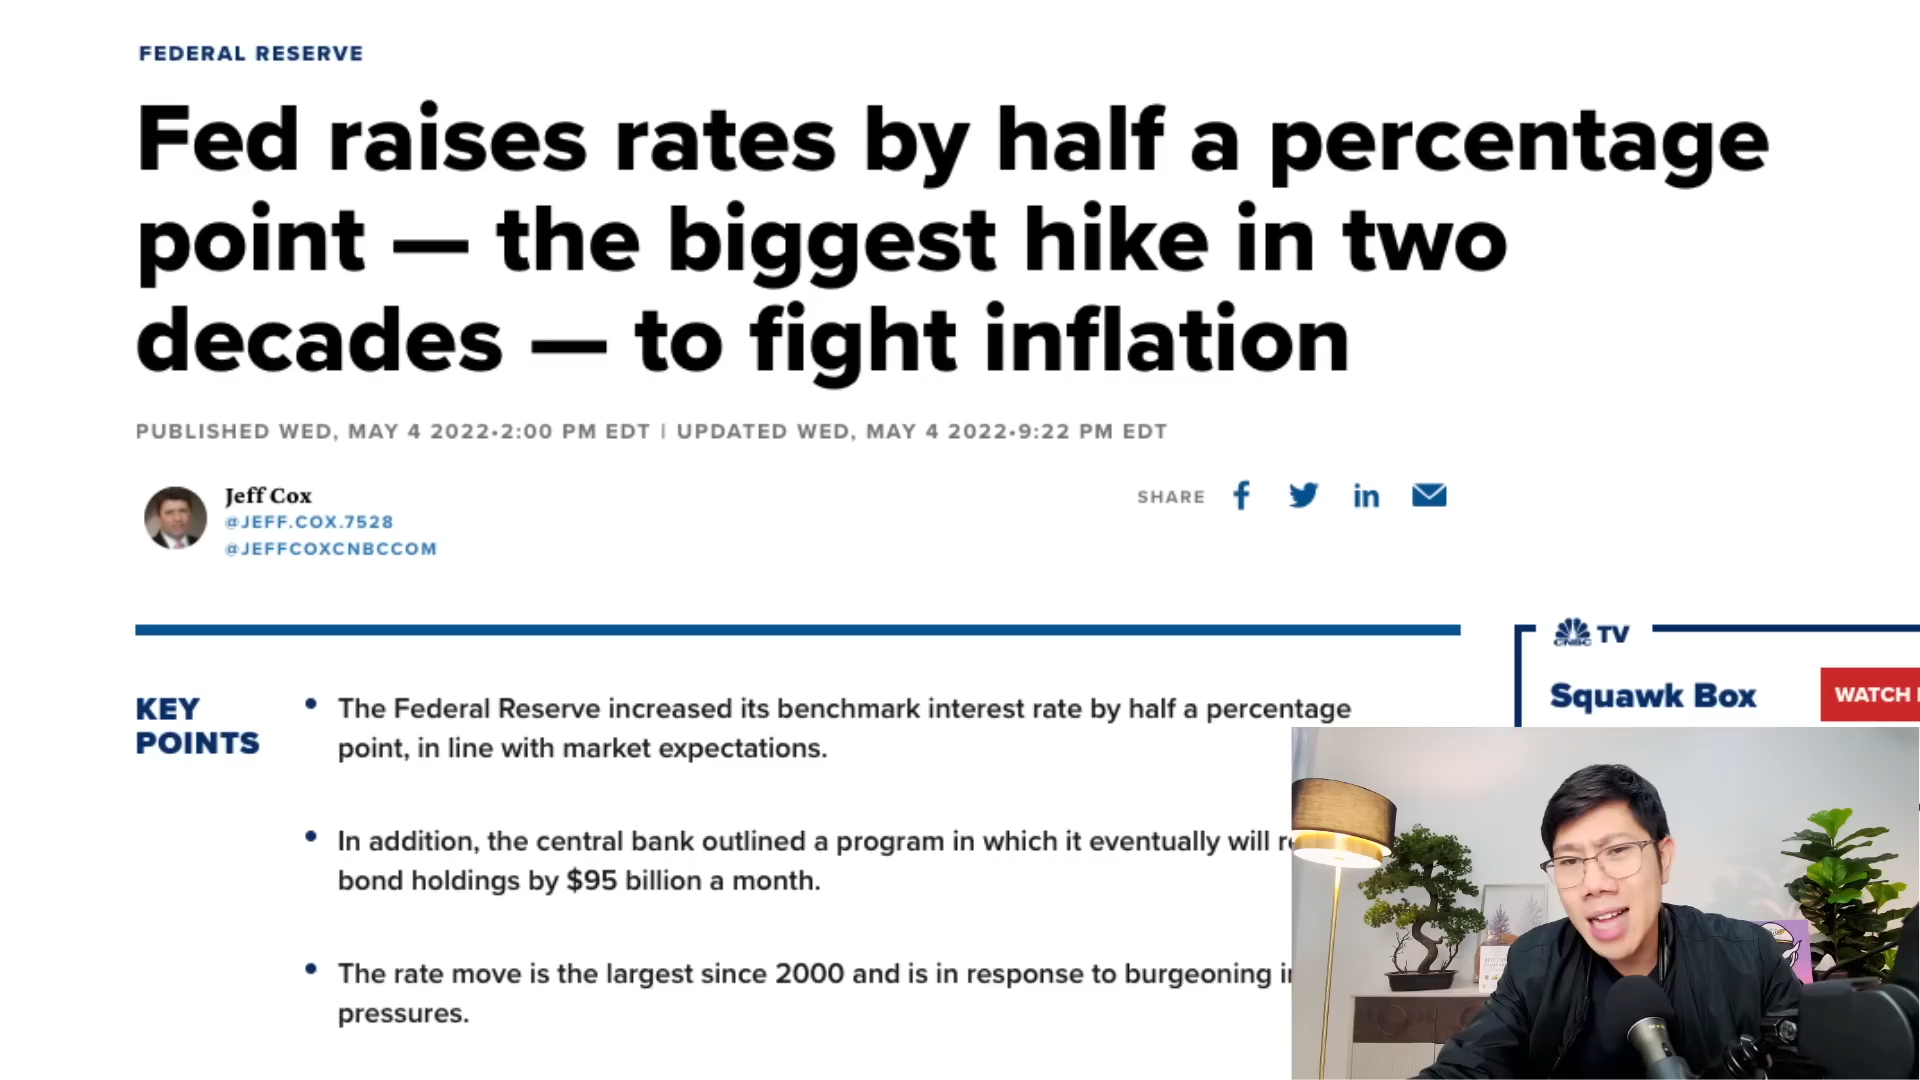 FEDERAL RESERVE
Fed raises rates by half a percentage
point — the biggest hike in two
decades — to fight inflation
PUBLISHED WED, MAY 4 2022•2:00 PM EDT | UPDATED WED, MAY 4 2022•9:22 PM EDT
Jeff Cox
@JEFF.COX.7528
@JEFFCOXCNBCCOM
SHARE
CNBC TV
Squawk Box
WATCH
KEY
POINTS
• The Federal Reserve increased its benchmark interest rate by half a percentage
point, in line with market expectations.
• In addition, the central bank outlined a program in which it eventually will
bond holdings by $95 billion a month.
• The rate move is the largest since 2000 and is in response to burgeoning
pressures.